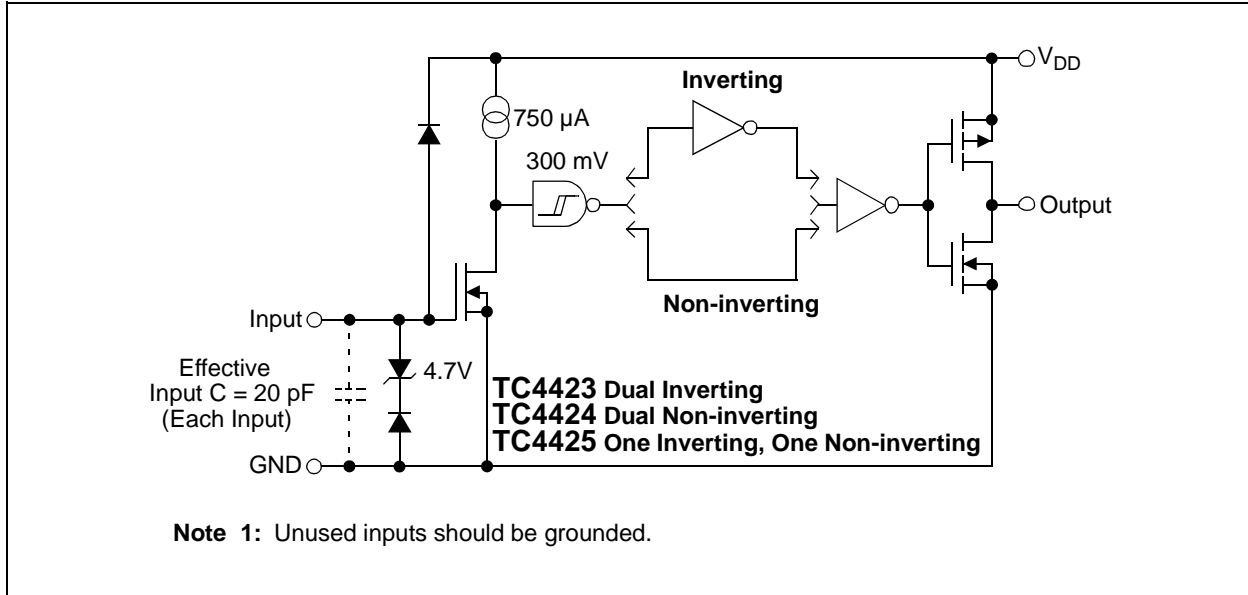 V_DD
Inverting
750 µA
300 mV
Output
Non-inverting
Input
4.7V
Effective
Input C = 20 pF
(Each Input)
TC4423 Dual Inverting
TC4424 Dual Non-inverting
TC4425 One Inverting, One Non-inverting
GND
Note 1: Unused inputs should be grounded.